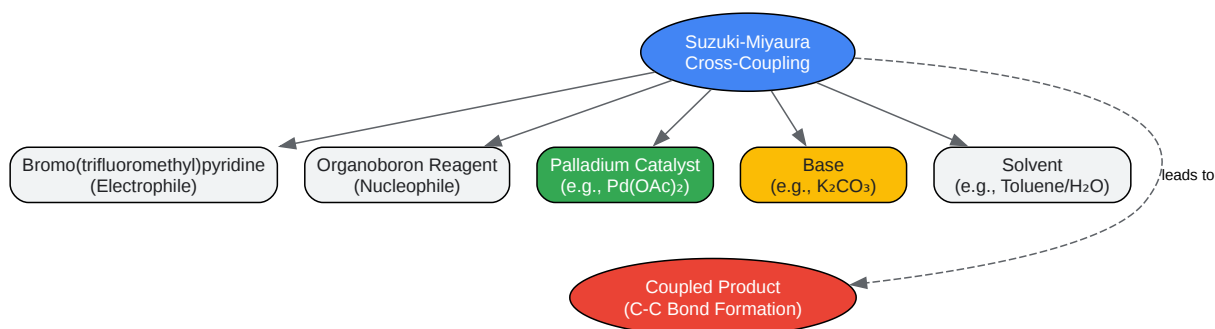 Suzuki-Miyaura
Cross-Coupling
Bromo(trifluoromethyl)pyridine
(Electrophile)
Organoboron Reagent
(Nucleophile)
Palladium Catalyst
(e.g., Pd(OAc)₂)
Base
(e.g., K₂CO₃)
Solvent
(e.g., Toluene/H₂O)
leads to
Coupled Product
(C-C Bond Formation)